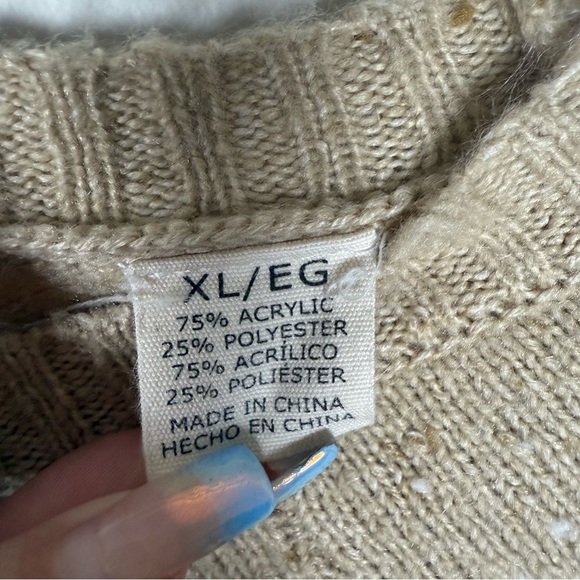 XL/EG
75% ACRYLIC
25% POLYESTER
75% ACRÍLICO
25% POLIÉSTER
MADE IN CHINA
HECHO EN CHINA